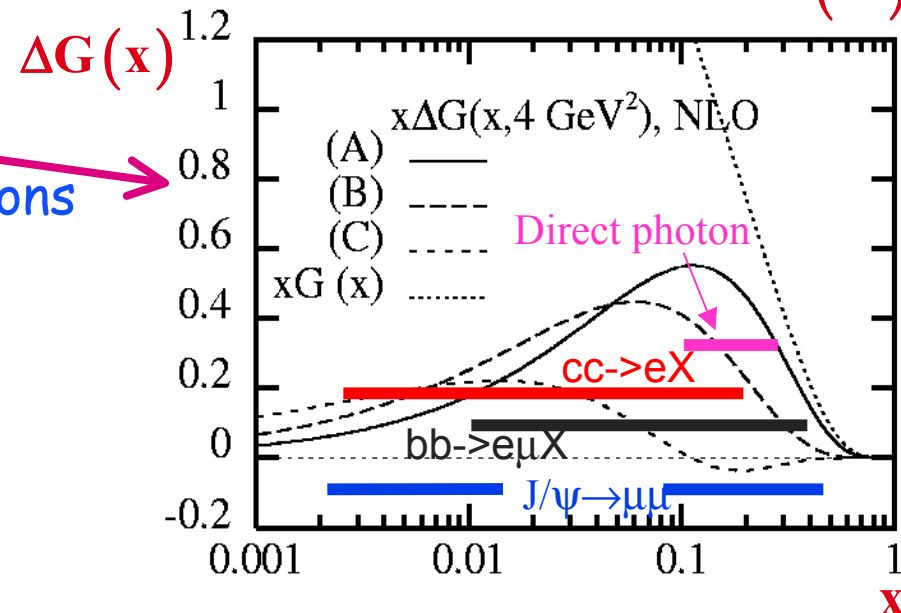 ΔG(x)
ons
1.2
1
0.8
0.6
0.4
0.2
0
-0.2
xΔG(x,4 GeV²), NLO
(A)
(B)
(C)
xG (x)
Direct photon
cc->eX
bb->eμX
J/ψ→μμ
0.001
0.01
0.1
1
x